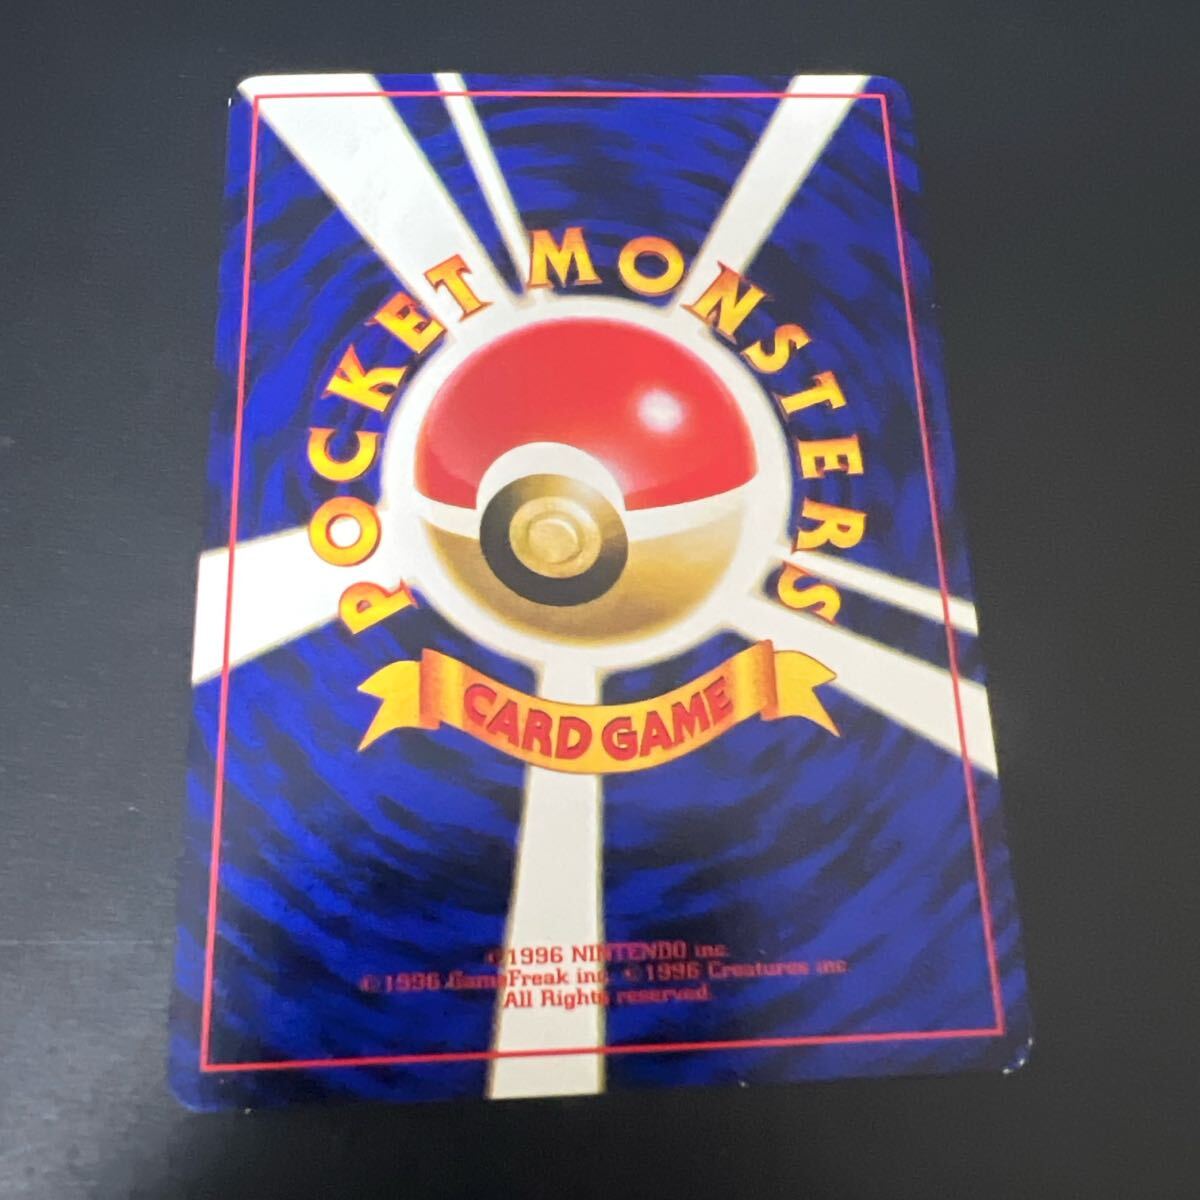 POCKET MONSTERS
CARD GAME
©1996 NINTENDO inc.
©1996 GameFreak inc. ©1996 Creatures inc.
All Rights reserved.